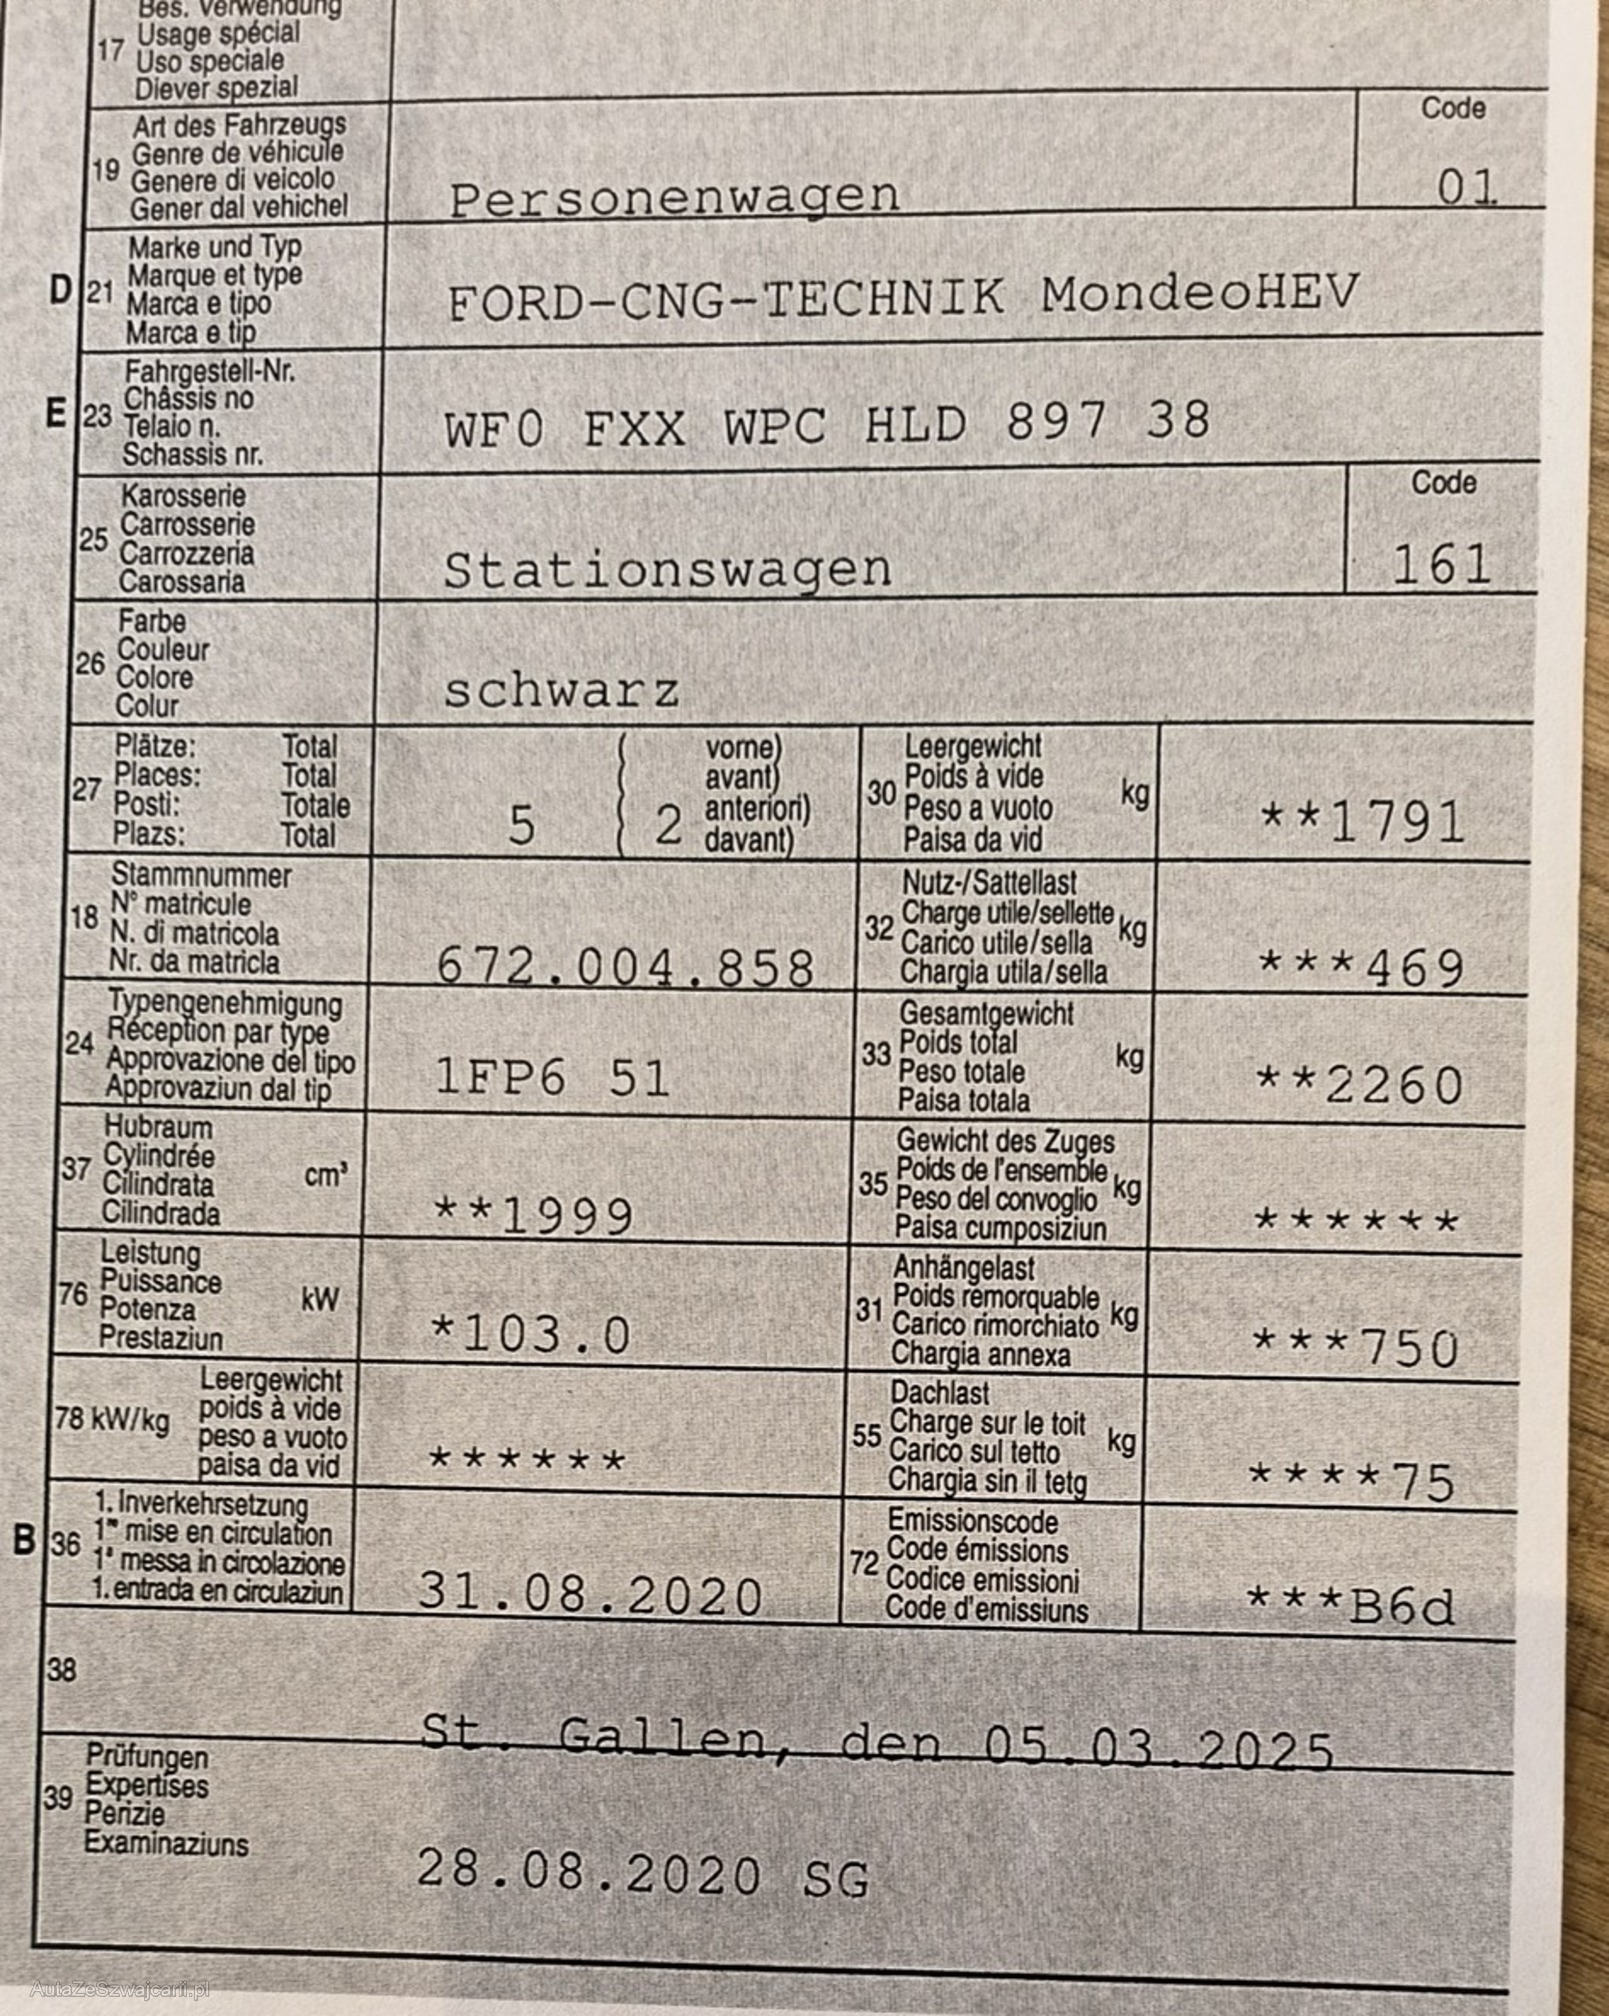 Bes. Verwendung
17 Usage spécial
Uso speciale
Diever spezial
Art des Fahrzeugs
19 Genre de véhicule
Genere di veicolo
Gener dal vehichel
Personenwagen
Code
01
Marke und Typ
D 21 Marque et type
Marca e tipo
Marca e tip
FORD-CNG-TECHNIK MondeoHEV
Fahrgestell-Nr.
E 23 Châssis no
Telaio n.
Schassis nr.
WF0 FXX WPC HLD 897 38
Karosserie
25 Carrosserie
Carrozzeria
Carossaria
Stationswagen
Code
161
Farbe
26 Couleur
Colore
Colur
schwarz
Plätze: Total
27 Places: Total
Posti: Totale
Plazs: Total
5 ( 2 vorne)
avant)
anteriori)
davant)
Leergewicht
30 Poids à vide kg
Peso a vuoto
Paisa da vid
**1791
Stammnummer
18 N° matricule
N. di matricola
Nr. da matricla
672.004.858
Nutz-/Sattellast
32 Charge utile/sellette kg
Carico utile/sella
Chargia utila/sella
***469
Typengenehmigung
24 Réception par type
Approvazione del tipo
Approvaziun dal tip
1FP6 51
Gesamtgewicht
33 Poids total kg
Peso totale
Paisa totala
**2260
Hubraum
37 Cylindrée cm³
Cilindrata
Cilindrada
**1999
Gewicht des Zuges
35 Poids de l'ensemble kg
Peso del convoglio
Paisa cumposiziun
******
Leistung
76 Puissance kW
Potenza
Prestaziun
*103.0
Anhängelast
31 Poids remorquable kg
Carico rimorchiato
Chargia annexa
***750
Leergewicht
78 kW/kg poids à vide
peso a vuoto
paisa da vid
******
Dachlast
55 Charge sur le toit kg
Carico sul tetto
Chargia sin il tetg
****75
1. Inverkehrsetzung
B 36 1re mise en circulation
1a messa in circolazione
1. entrada en circulaziun
31.08.2020
Emissionscode
72 Code émissions
Codice emissioni
Code d'emissiuns
***B6d
38
St. Gallen, den 05.03.2025
Prüfungen
39 Expertises
Perizie
Examinaziuns
28.08.2020 SG
AutaZeSzwajcarii.pl